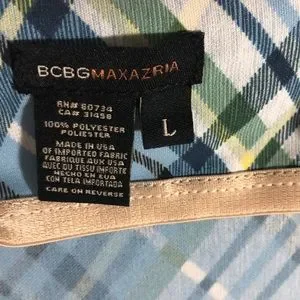 BCBGMAXAZRIA
RN# 60734
CA# 31458
100% POLYESTER
POLIESTER
MADE IN USA
OF IMPORTED FABRIC
FABRIQUE AUX USA
AVEC DU TISSU IMPORTE
HECHO EN EUA
CON TELA IMPORTADA
CARE ON REVERSE
L